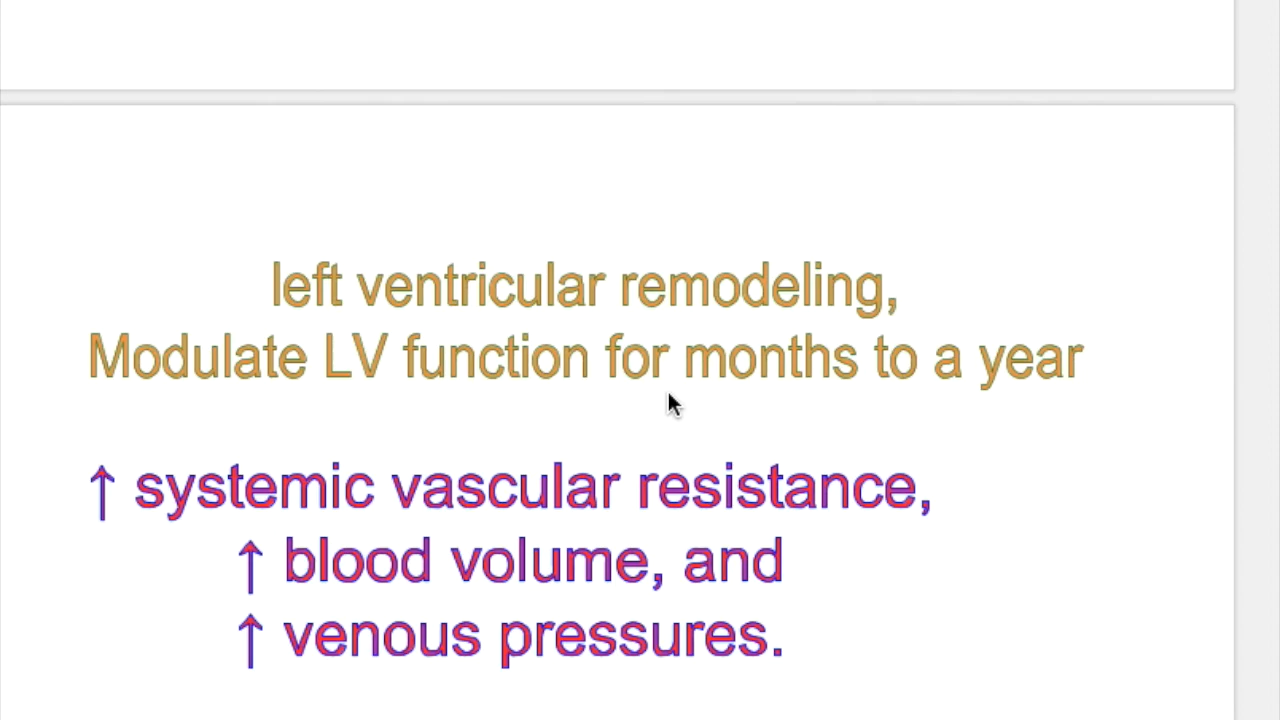 left ventricular remodeling,
Modulate LV function for months to a year
↑ systemic vascular resistance,
↑ blood volume, and
↑ venous pressures.